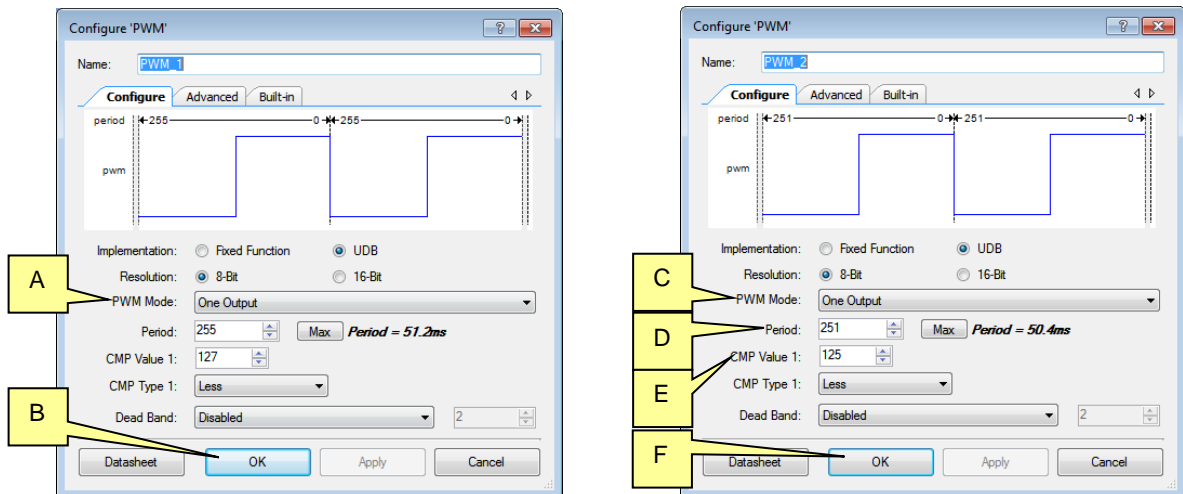 Configure 'PWM'
Name: PWM_1
Configure Advanced Built-in
period 255 0 255 0
pwm
Implementation: Fixed Function UDB
Resolution: 8-Bit 16-Bit
A
PWM Mode: One Output
Period: 255 Max Period = 51.2ms
CMP Value 1: 127
CMP Type 1: Less
B
Dead Band: Disabled 2
Datasheet OK Apply Cancel
Configure 'PWM'
Name: PWM_2
Configure Advanced Built-in
period 251 0 251 0
pwm
Implementation: Fixed Function UDB
Resolution: 8-Bit 16-Bit
C
PWM Mode: One Output
D
Period: 251 Max Period = 50.4ms
E
CMP Value 1: 125
CMP Type 1: Less
Dead Band: Disabled 2
F
Datasheet OK Apply Cancel